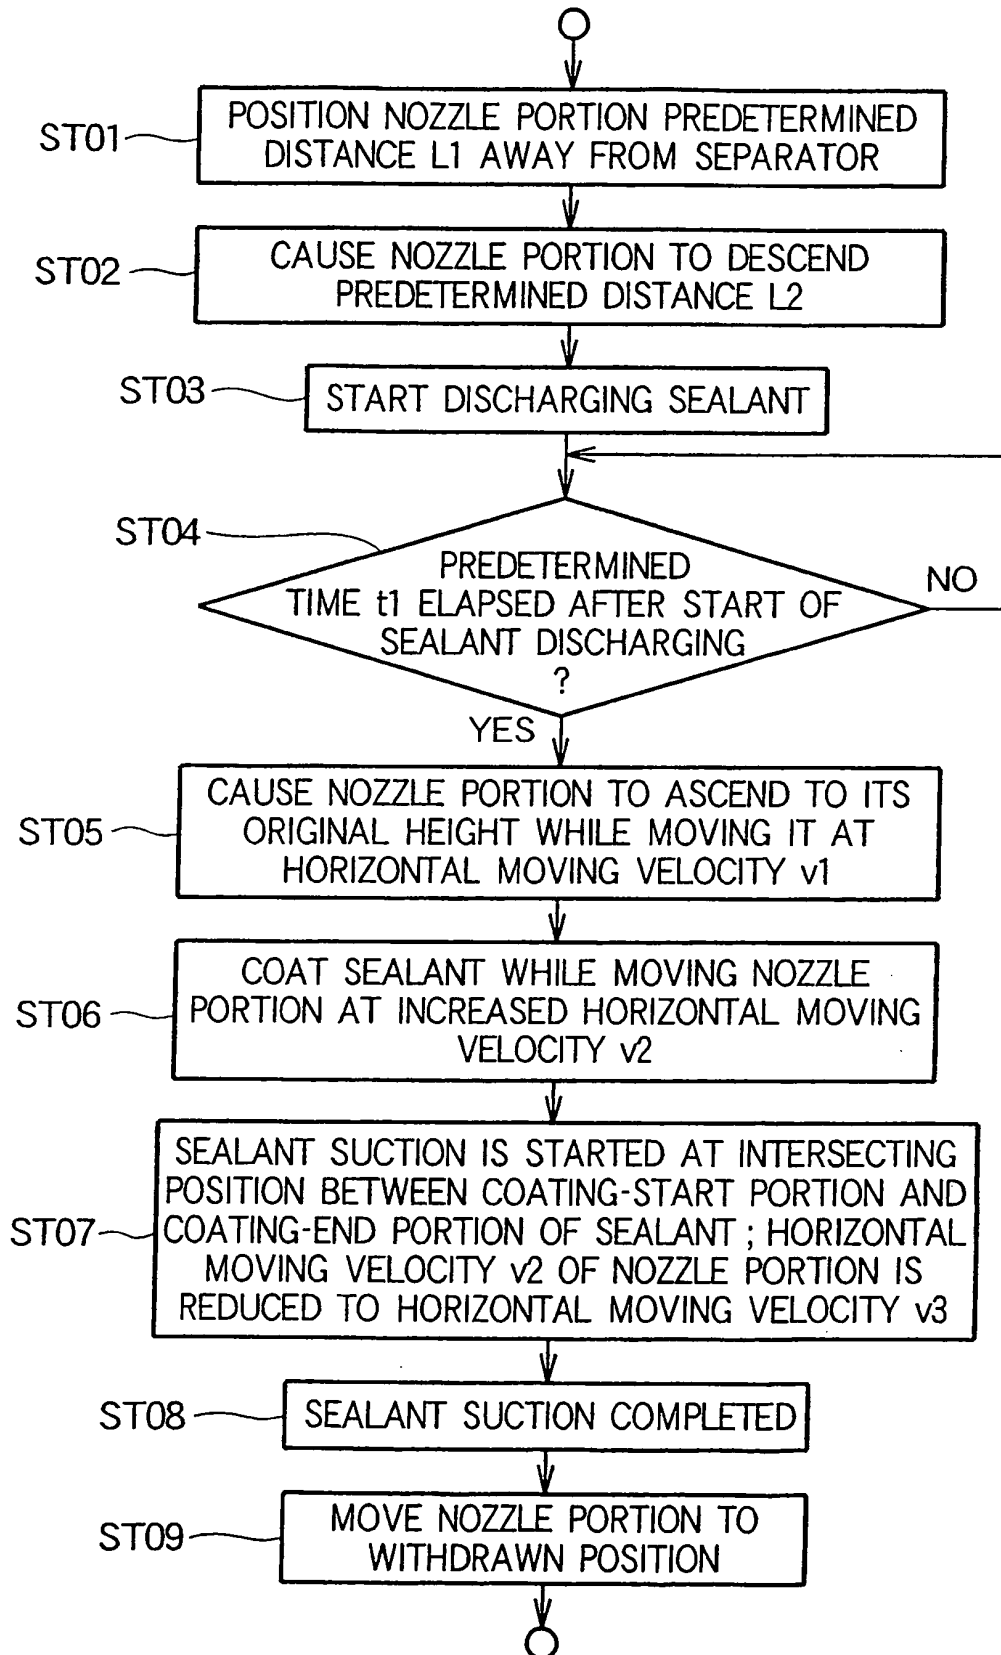 ST01
POSITION NOZZLE PORTION PREDETERMINED
DISTANCE L1 AWAY FROM SEPARATOR
ST02
CAUSE NOZZLE PORTION TO DESCEND
PREDETERMINED DISTANCE L2
ST03
START DISCHARGING SEALANT
ST04
PREDETERMINED
TIME t1 ELAPSED AFTER START OF
SEALANT DISCHARGING
?
NO
YES
ST05
CAUSE NOZZLE PORTION TO ASCEND TO ITS
ORIGINAL HEIGHT WHILE MOVING IT AT
HORIZONTAL MOVING VELOCITY v1
ST06
COAT SEALANT WHILE MOVING NOZZLE
PORTION AT INCREASED HORIZONTAL MOVING
VELOCITY v2
ST07
SEALANT SUCTION IS STARTED AT INTERSECTING
POSITION BETWEEN COATING-START PORTION AND
COATING-END PORTION OF SEALANT ; HORIZONTAL
MOVING VELOCITY v2 OF NOZZLE PORTION IS
REDUCED TO HORIZONTAL MOVING VELOCITY v3
ST08
SEALANT SUCTION COMPLETED
ST09
MOVE NOZZLE PORTION TO
WITHDRAWN POSITION